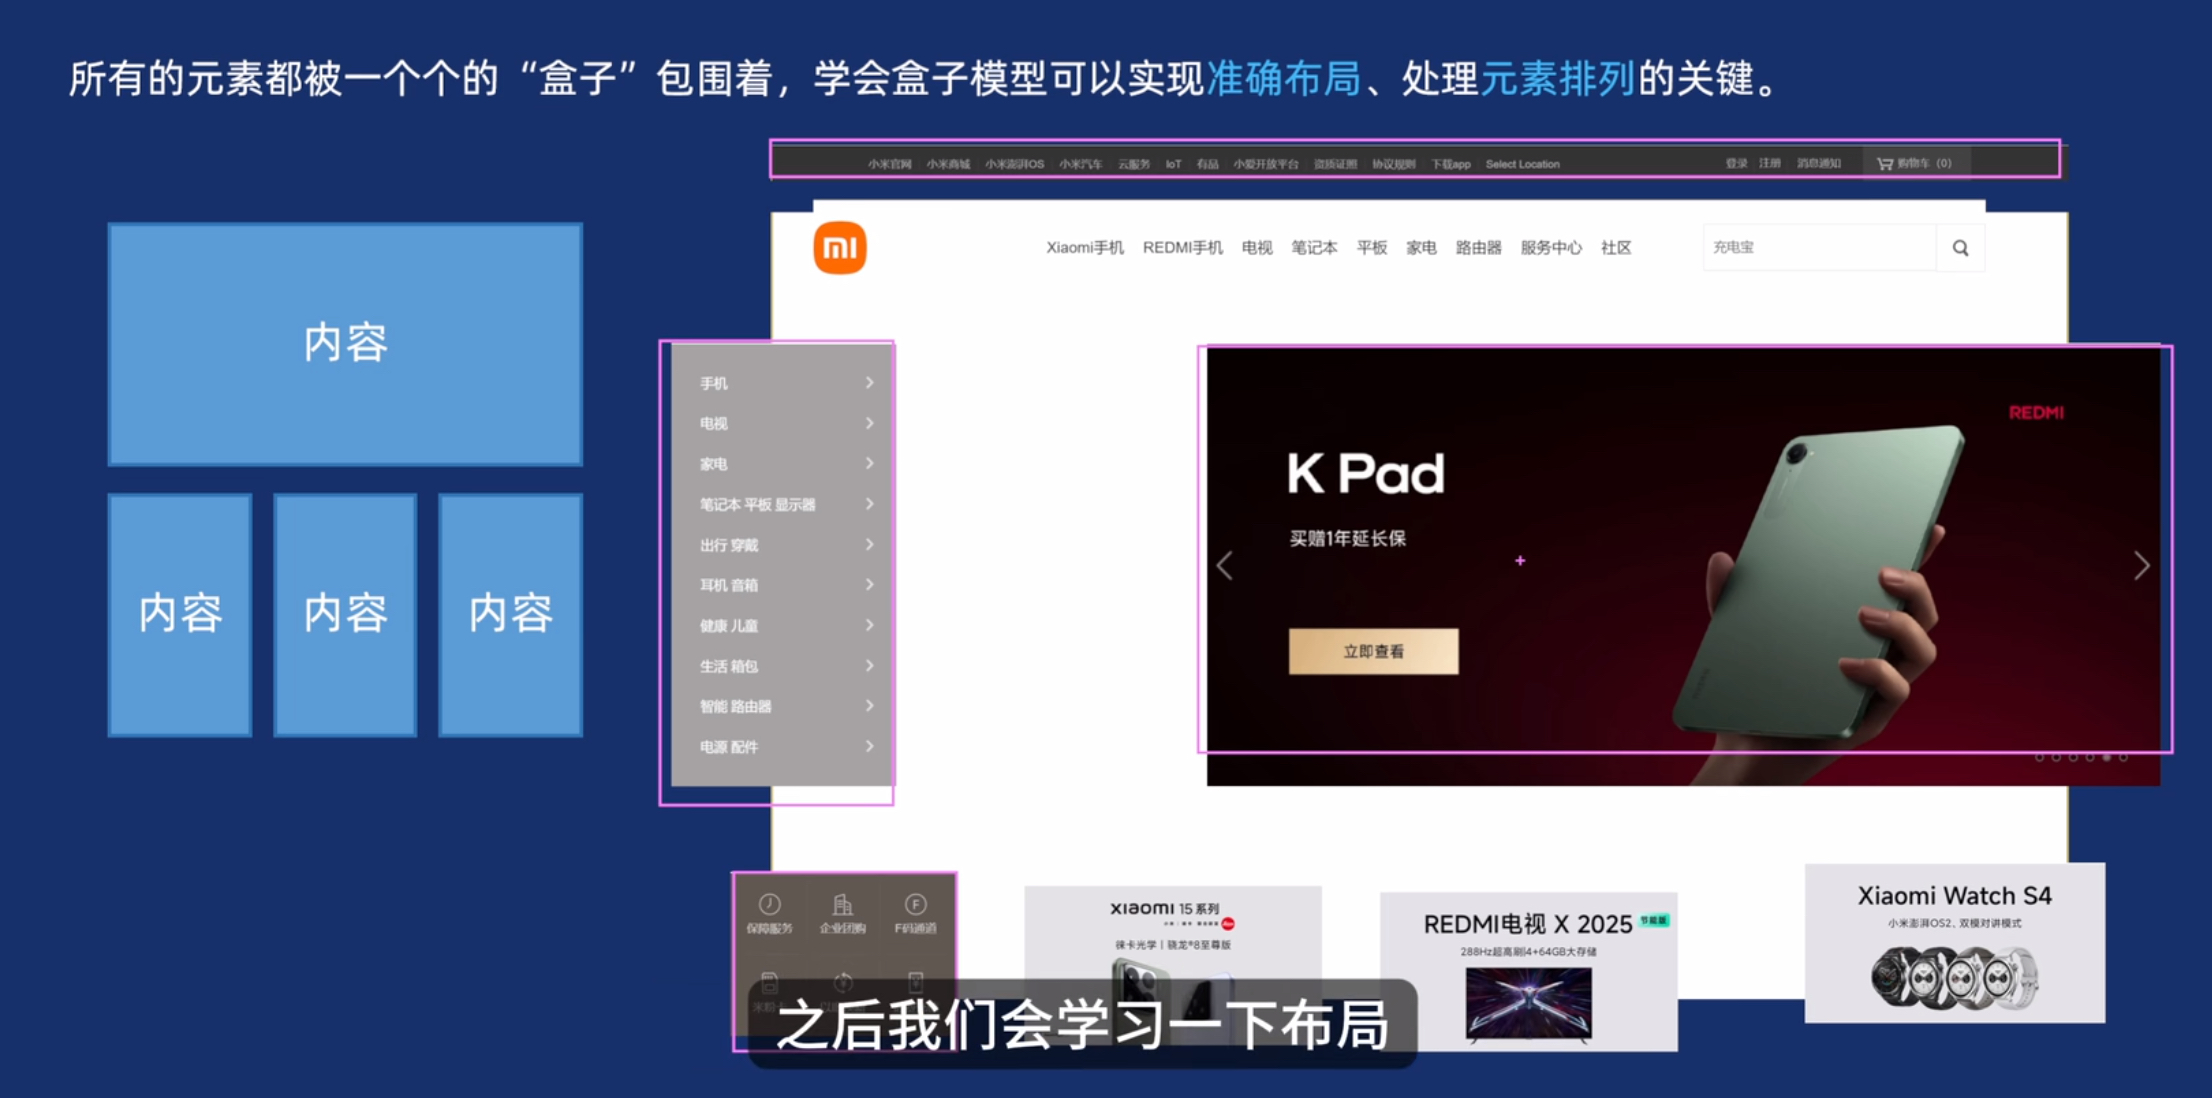 所有的元素都被一个个的“盒子”包围着，学会盒子模型可以实现准确布局、处理元素排列的关键。
小米官网 小米商城 小米澎湃OS 小米汽车 云服务 IoT 有品 小爱开放平台 资质证照 协议规则 下载app Select Location 登录 注册 消息通知 购物车（0）
Xiaomi手机 REDMI手机 电视 笔记本 平板 家电 路由器 服务中心 社区 充电宝
内容
内容 内容 内容
手机
电视
家电
笔记本 平板 显示器
出行 穿戴
耳机 音箱
健康 儿童
生活 箱包
智能 路由器
电源 配件
REDMI
K Pad
买赠1年延长保
立即查看
保障服务 企业团购 F码通道
米粉卡
xiaomi 15 系列
徕卡光学｜骁龙®8至尊版
REDMI电视 X 2025 节能版
288Hz超高刷i4+64GB大存储
Xiaomi Watch S4
小米澎湃OS2、双模对讲模式
之后我们会学习一下布局